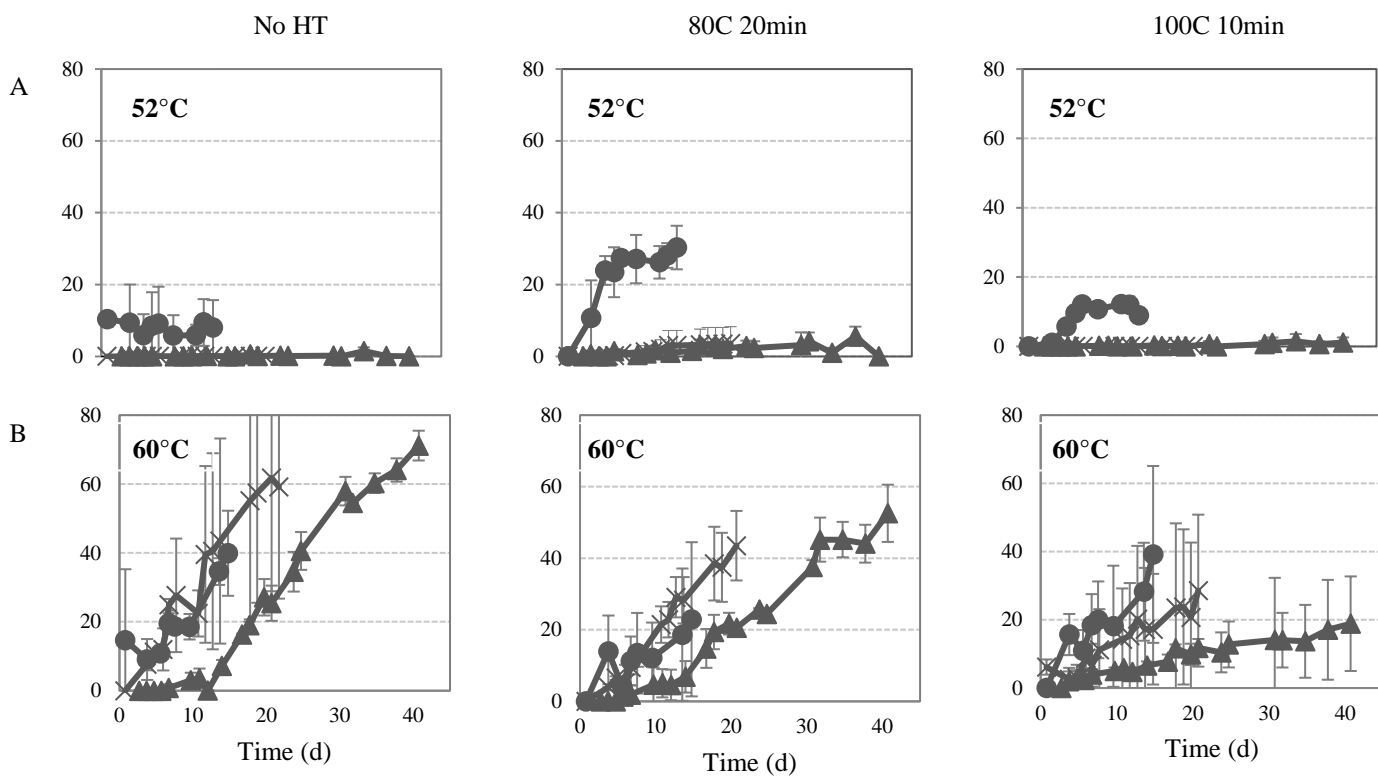 No HT 80C 20min 100C 10min
A
80 80 80
52°C 52°C 52°C
60 60 60
40 40 40
20 20 20
0 0 0
B
80 80 80
60°C 60°C 60°C
60 60 60
40 40 40
20 20 20
0 0 0
0 10 20 30 40 0 10 20 30 40 0 10 20 30 40
Time (d) Time (d) Time (d)